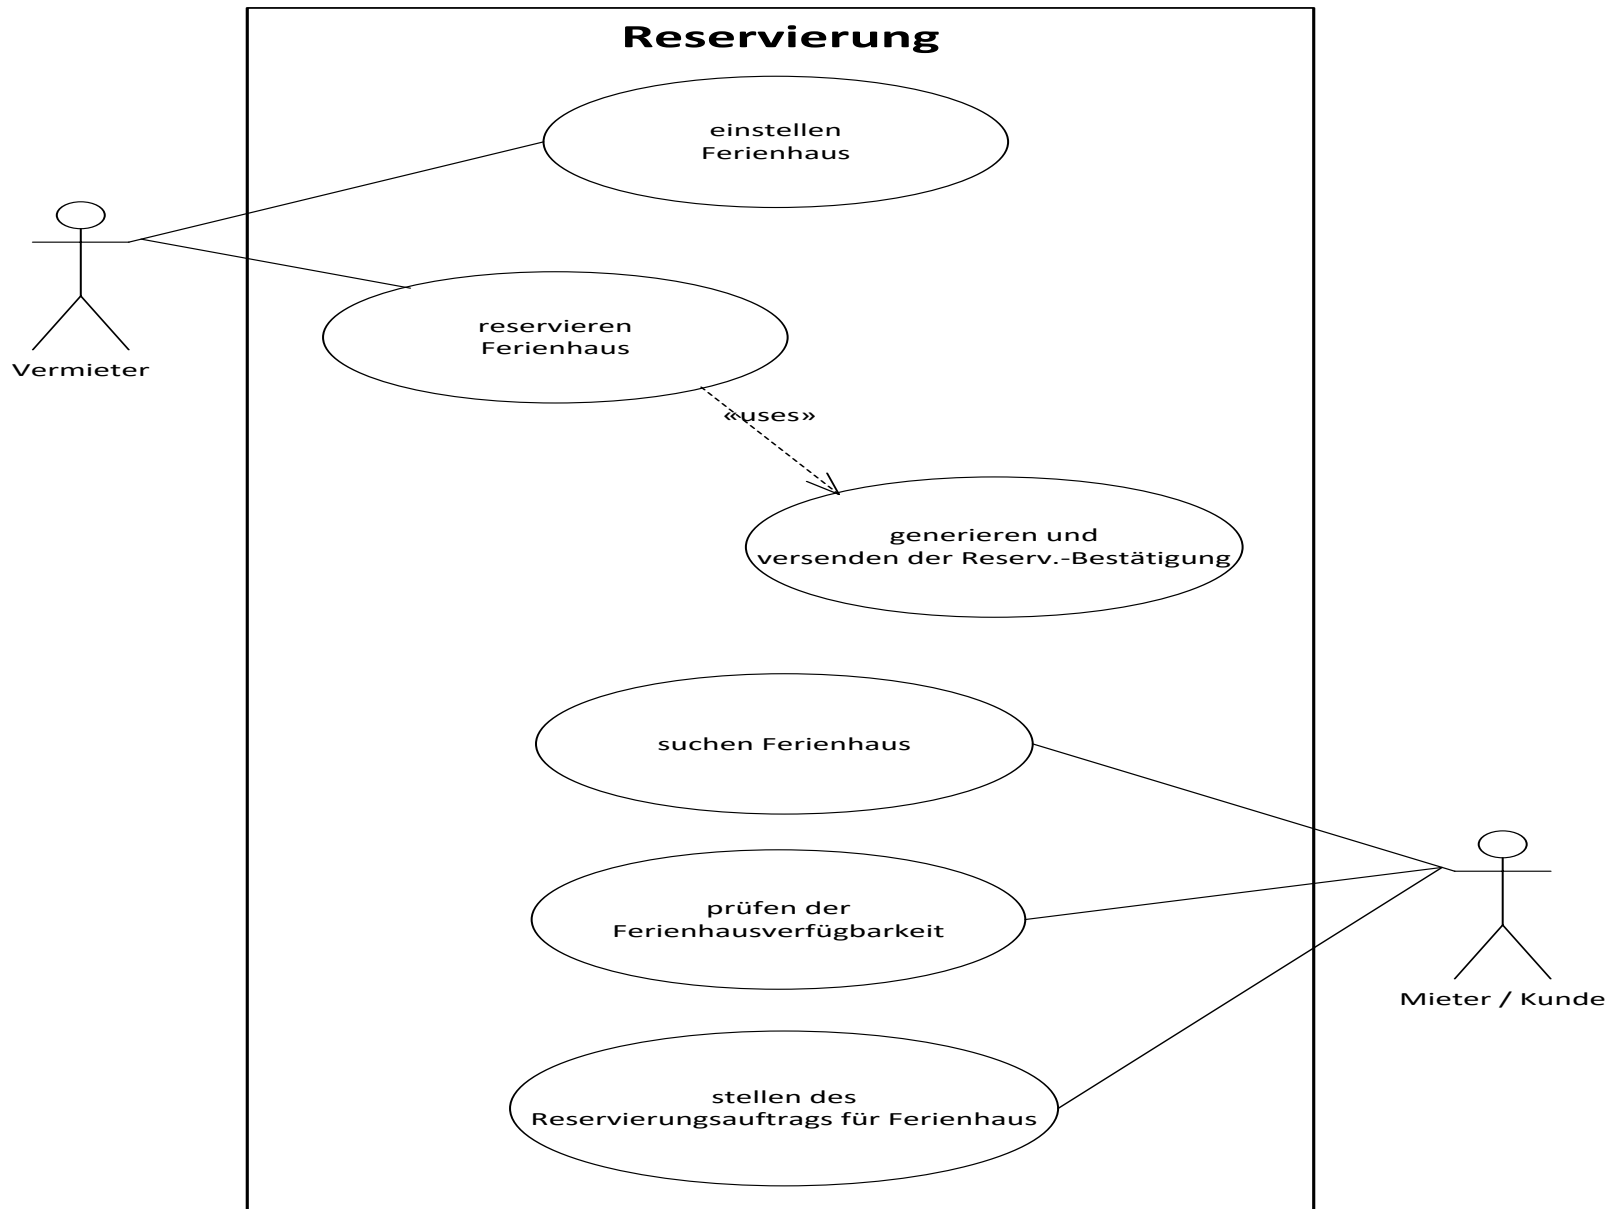 Reservierung
einstellen
Ferienhaus
Vermieter
reservieren
Ferienhaus
«uses»
generieren und
versenden der Reserv.-Bestätigung
suchen Ferienhaus
prüfen der
Ferienhausverfügbarkeit
Mieter / Kunde
stellen des
Reservierungsauftrags für Ferienhaus